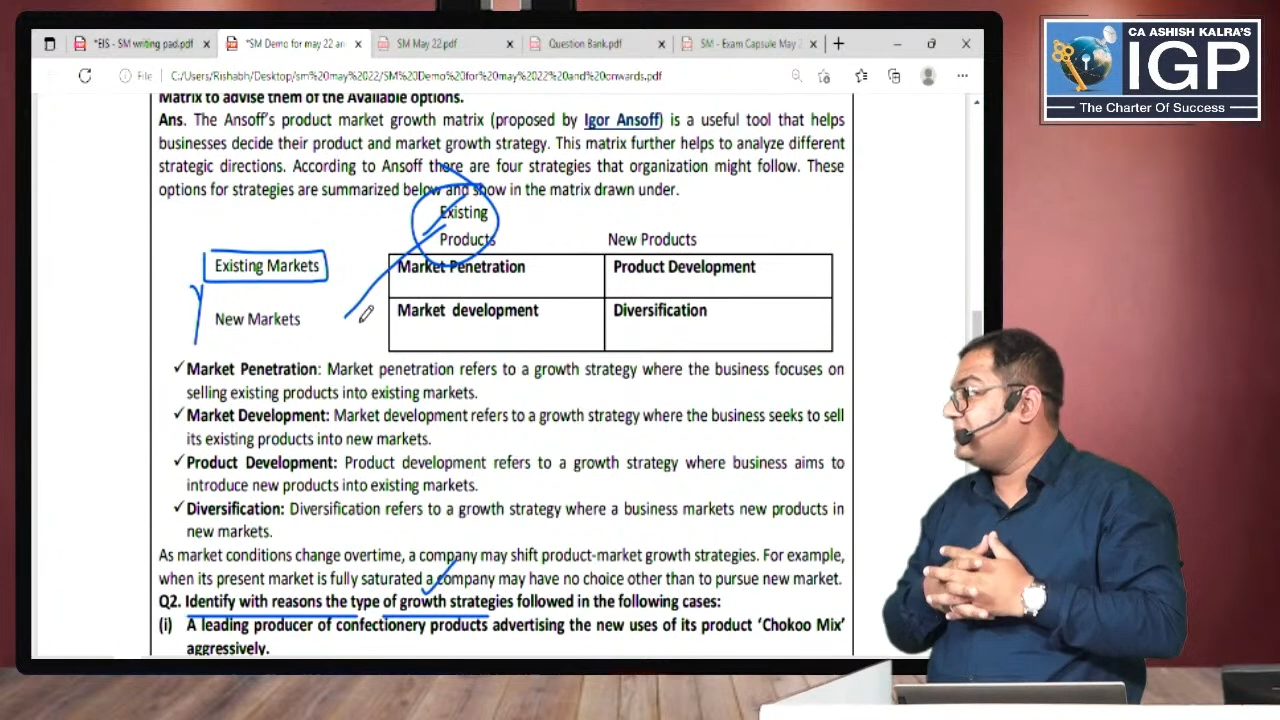 *EIS - SM writing pad.pdf
*SM Demo for may 22 an
SM May 22.pdf
Question Bank.pdf
SM - Exam Capsule May 2
File
C:/Users/Rishabh/Desktop/sm%20may%2022/SM%20Demo%20for%20may%2022%20and%20onwards.pdf
CA ASHISH KALRA'S
IGP
The Charter Of Success
Matrix to advise them of the Available options.
Ans. The Ansoff's product market growth matrix (proposed by Igor Ansoff) is a useful tool that helps
businesses decide their product and market growth strategy. This matrix further helps to analyze different
strategic directions. According to Ansoff there are four strategies that organization might follow. These
options for strategies are summarized below and show in the matrix drawn under.
Existing
Products New Products
Existing Markets Market Penetration Product Development
New Markets Market development Diversification
✓Market Penetration: Market penetration refers to a growth strategy where the business focuses on
selling existing products into existing markets.
✓Market Development: Market development refers to a growth strategy where the business seeks to sell
its existing products into new markets.
✓Product Development: Product development refers to a growth strategy where business aims to
introduce new products into existing markets.
✓Diversification: Diversification refers to a growth strategy where a business markets new products in
new markets.
As market conditions change overtime, a company may shift product-market growth strategies. For example,
when its present market is fully saturated a company may have no choice other than to pursue new market.
Q2. Identify with reasons the type of growth strategies followed in the following cases:
(i) A leading producer of confectionery products advertising the new uses of its product 'Chokoo Mix'
aggressively.